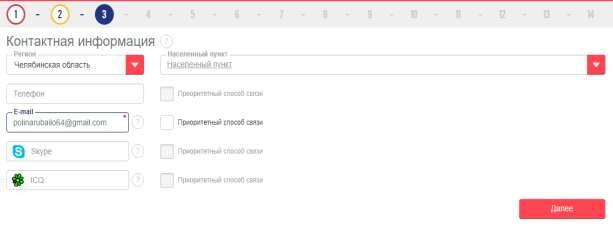 1 - 2 - 3 - 4 - 5 - 6 - 7 - 8 - 9 - 10 - 11 - 12 - 13 - 14
Контактная информация ?
Регион
Челябинская область
Населенный пункт
Населенный пункт
Телефон
Приоритетный способ связи
E-mail *
polinarubailo64@gmail.com ?
Приоритетный способ связи
Skype ?
Приоритетный способ связи
ICQ ?
Приоритетный способ связи
Далее